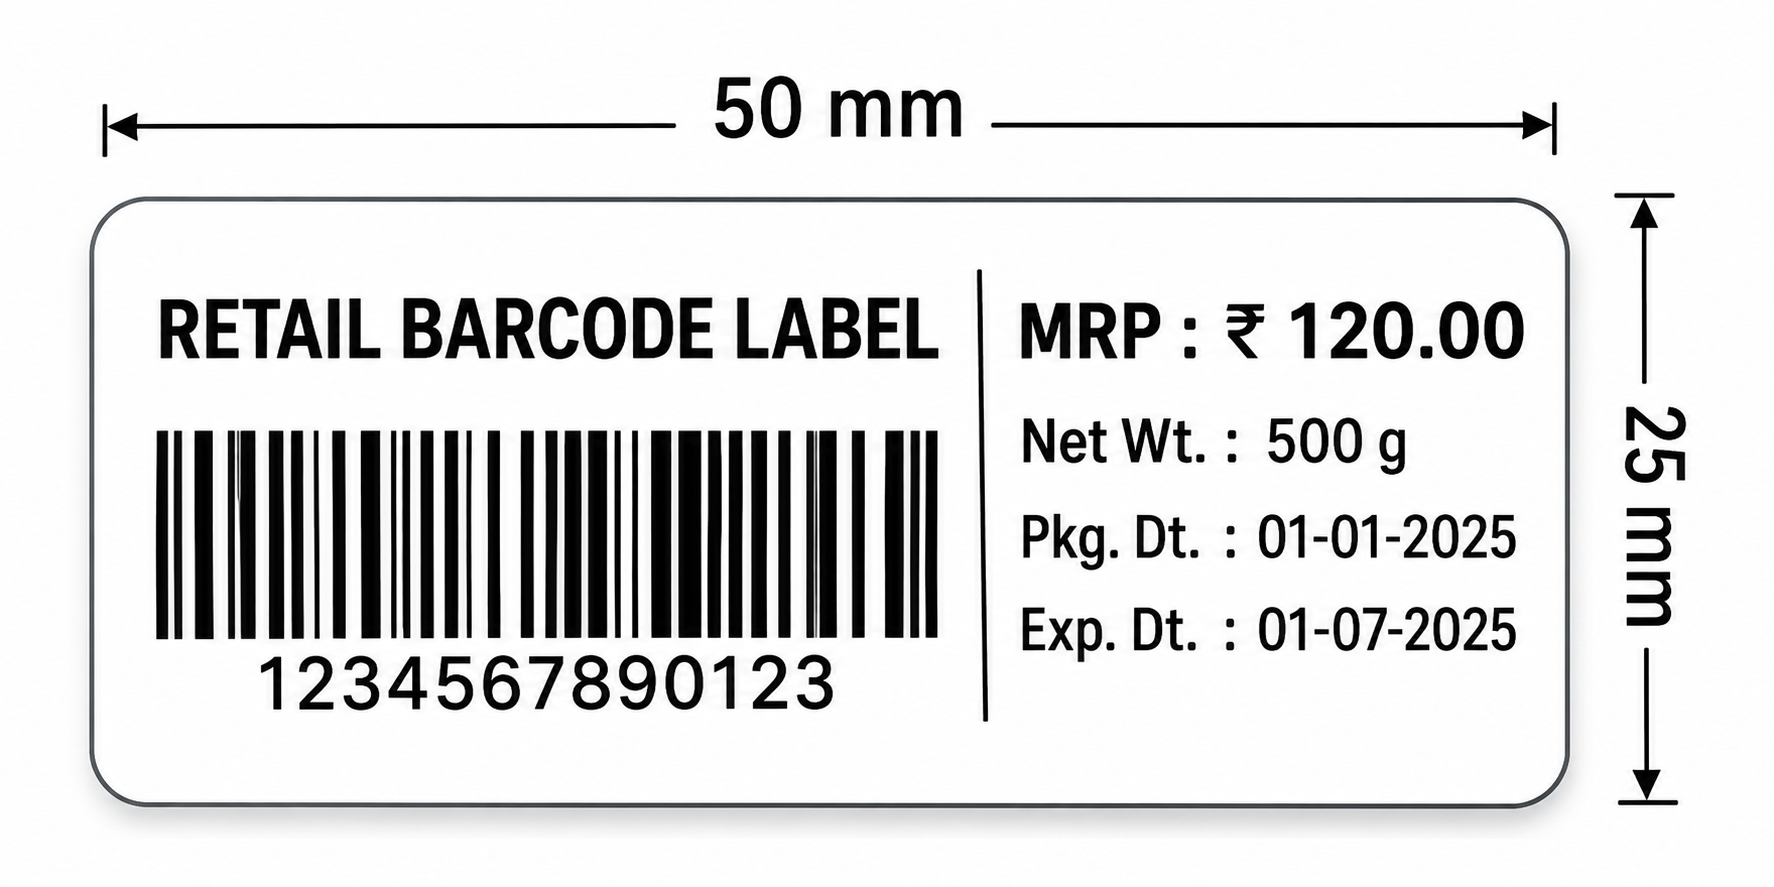 50 mm
RETAIL BARCODE LABEL
1234567890123
MRP : ₹ 120.00
Net Wt. : 500 g
Pkg. Dt. : 01-01-2025
Exp. Dt. : 01-07-2025
25 mm